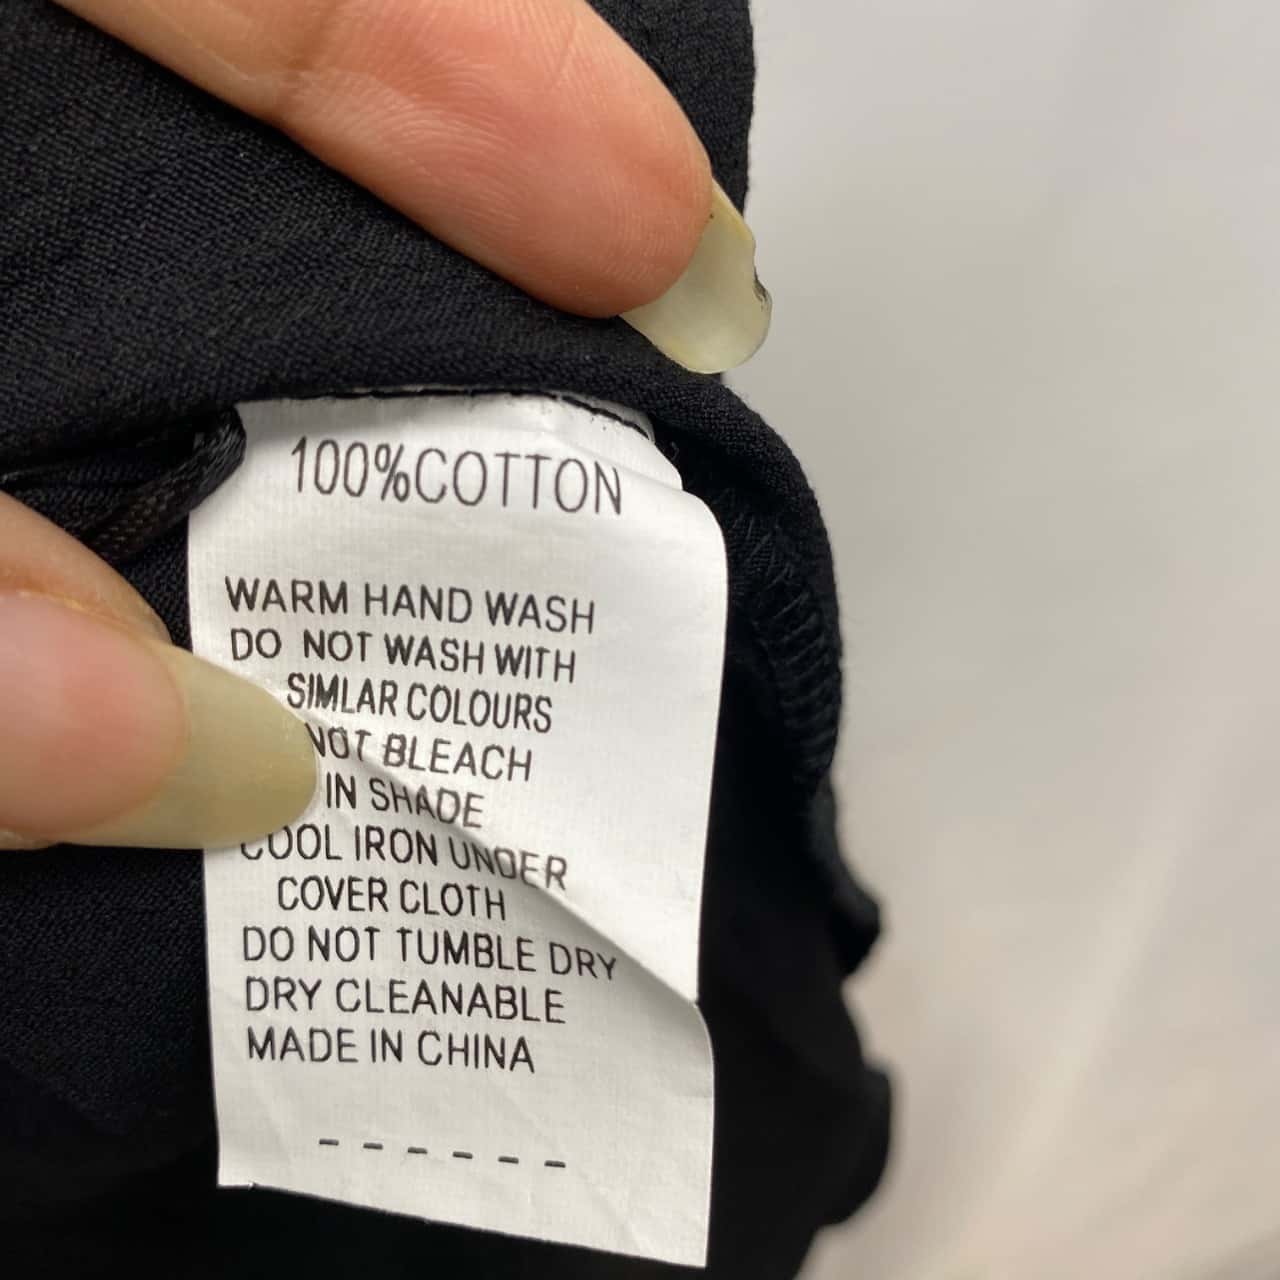 100%COTTON
WARM HAND WASH
DO NOT WASH WITH
SIMLAR COLOURS
NOT BLEACH
IN SHADE
COOL IRON UNDER
COVER CLOTH
DO NOT TUMBLE DRY
DRY CLEANABLE
MADE IN CHINA
------